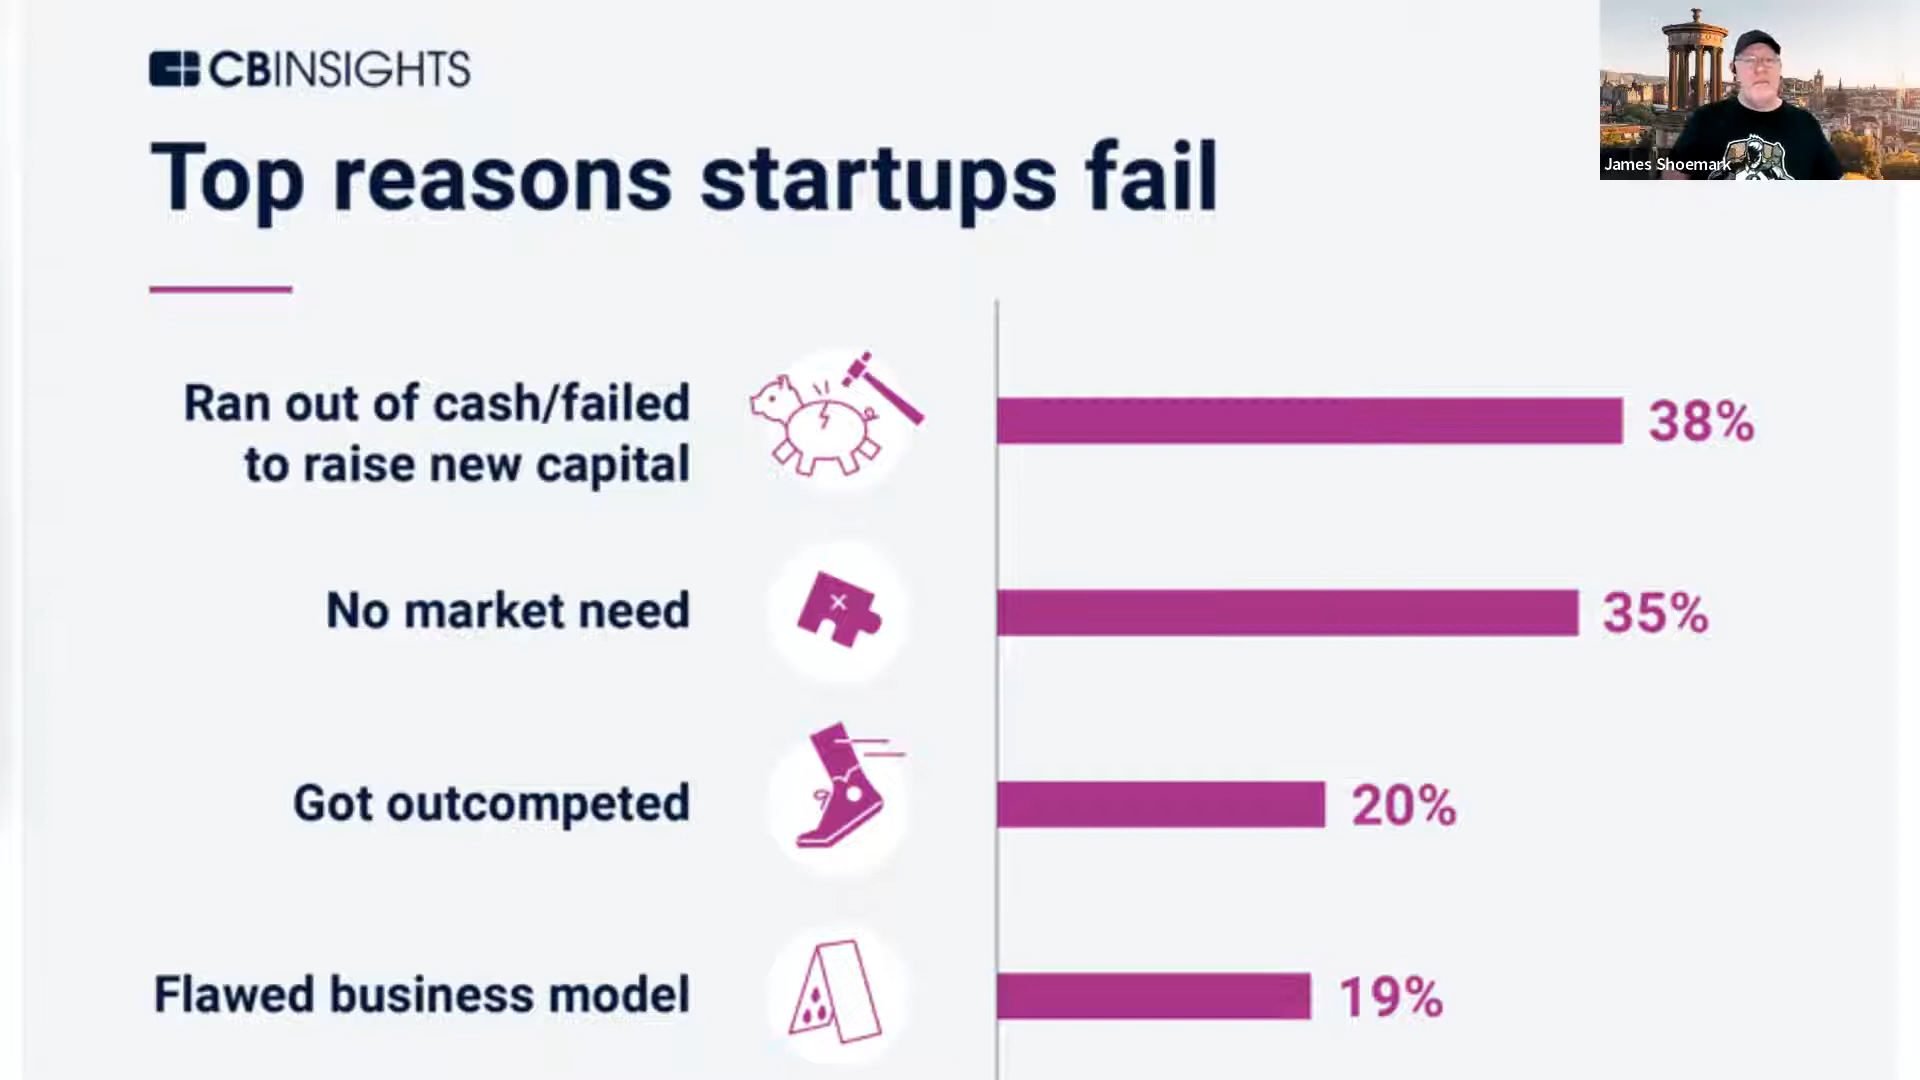 CBINSIGHTS
Top reasons startups fail
James Shoemark
Ran out of cash/failed
to raise new capital
38%
No market need
35%
Got outcompeted
20%
Flawed business model
19%